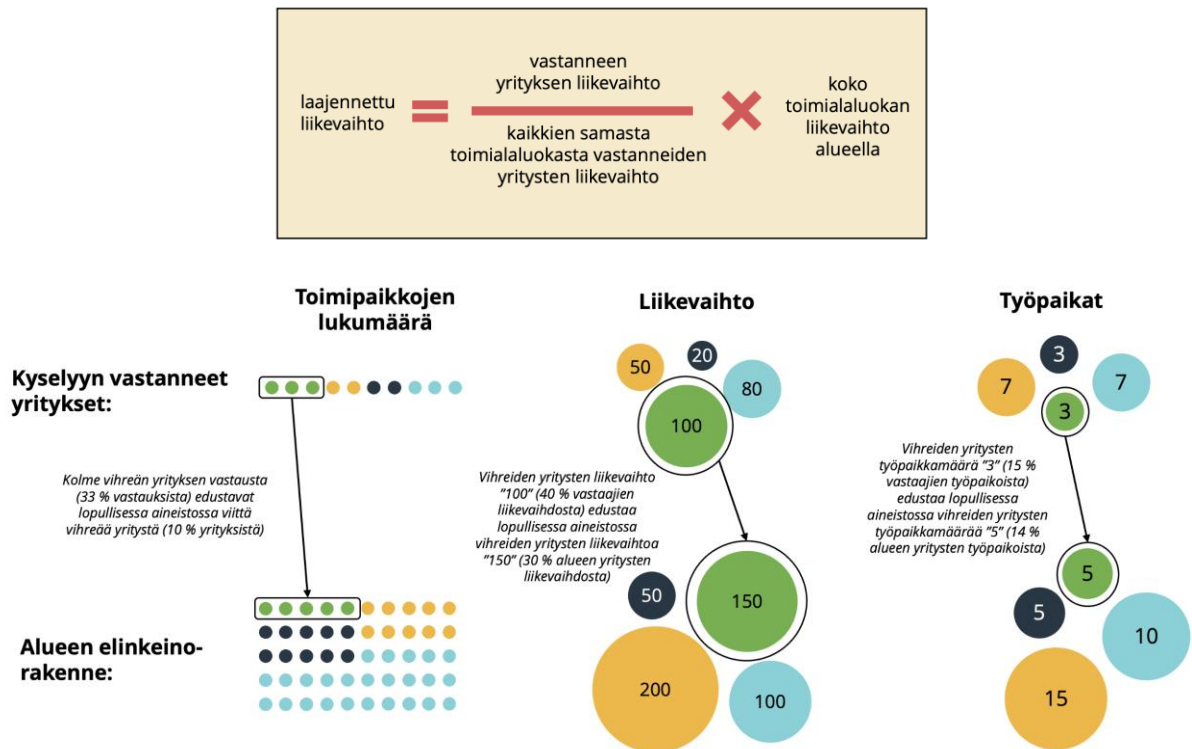 laajennettu
liikevaihto
=
vastanneen
yrityksen liikevaihto
kaikkien samasta
toimialaluokasta vastanneiden
yritysten liikevaihto
×
koko
toimialaluokan
liikevaihto
alueella
Toimipaikkojen
lukumäärä
Liikevaihto
Työpaikat
Kyselyyn vastanneet
yritykset:
Kolme vihreän yrityksen vastausta
(33 % vastauksista) edustavat
lopullisessa aineistossa viittä
vihreää yritystä (10 % yrityksistä)
Alueen elinkeino-
rakenne:
50
20
80
100
Vihreiden yritysten liikevaihto
”100” (40 % vastaajien
liikevaihdosta) edustaa
lopullisessa aineistossa
vihreiden yritysten liikevaihtoa
”150” (30 % alueen yritysten
liikevaihdosta)
50
150
200
100
3
7
7
3
Vihreiden yritysten
työpaikkamäärä ”3” (15 %
vastaajien työpaikoista)
edustaa lopullisessa
aineistossa vihreiden yritysten
työpaikkamäärää ”5” (14 %
alueen yritysten työpaikoista)
5
5
10
15